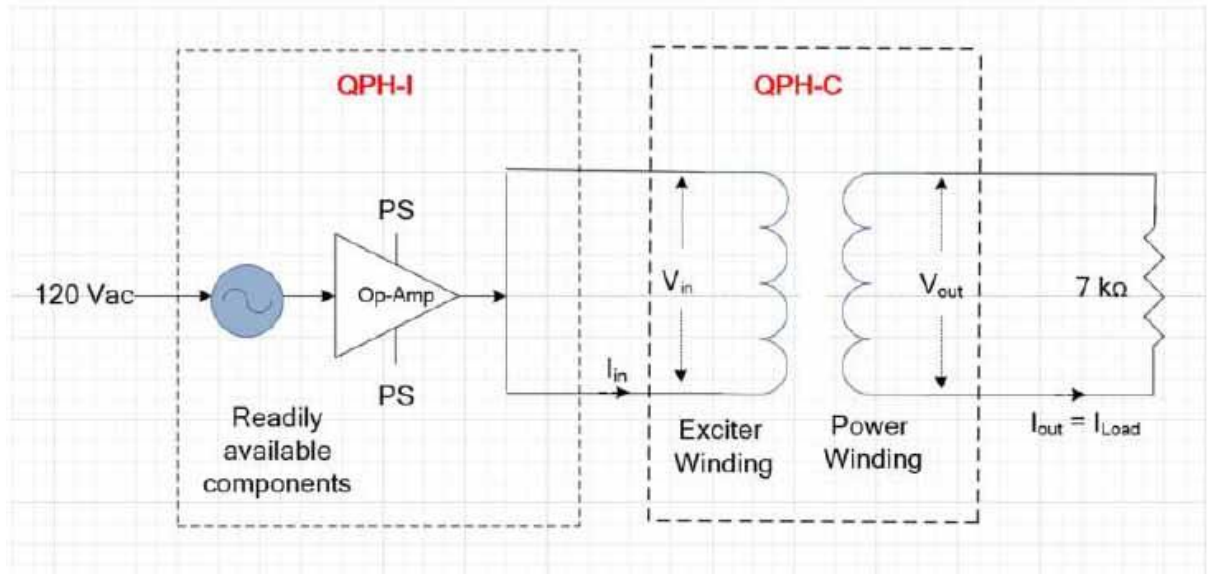 QPH-I
QPH-C
PS
120 Vac
Op-Amp
Vin
Vout
7 kΩ
PS
Iin
Readily
available
components
Exciter
Winding
Power
Winding
Iout = ILoad